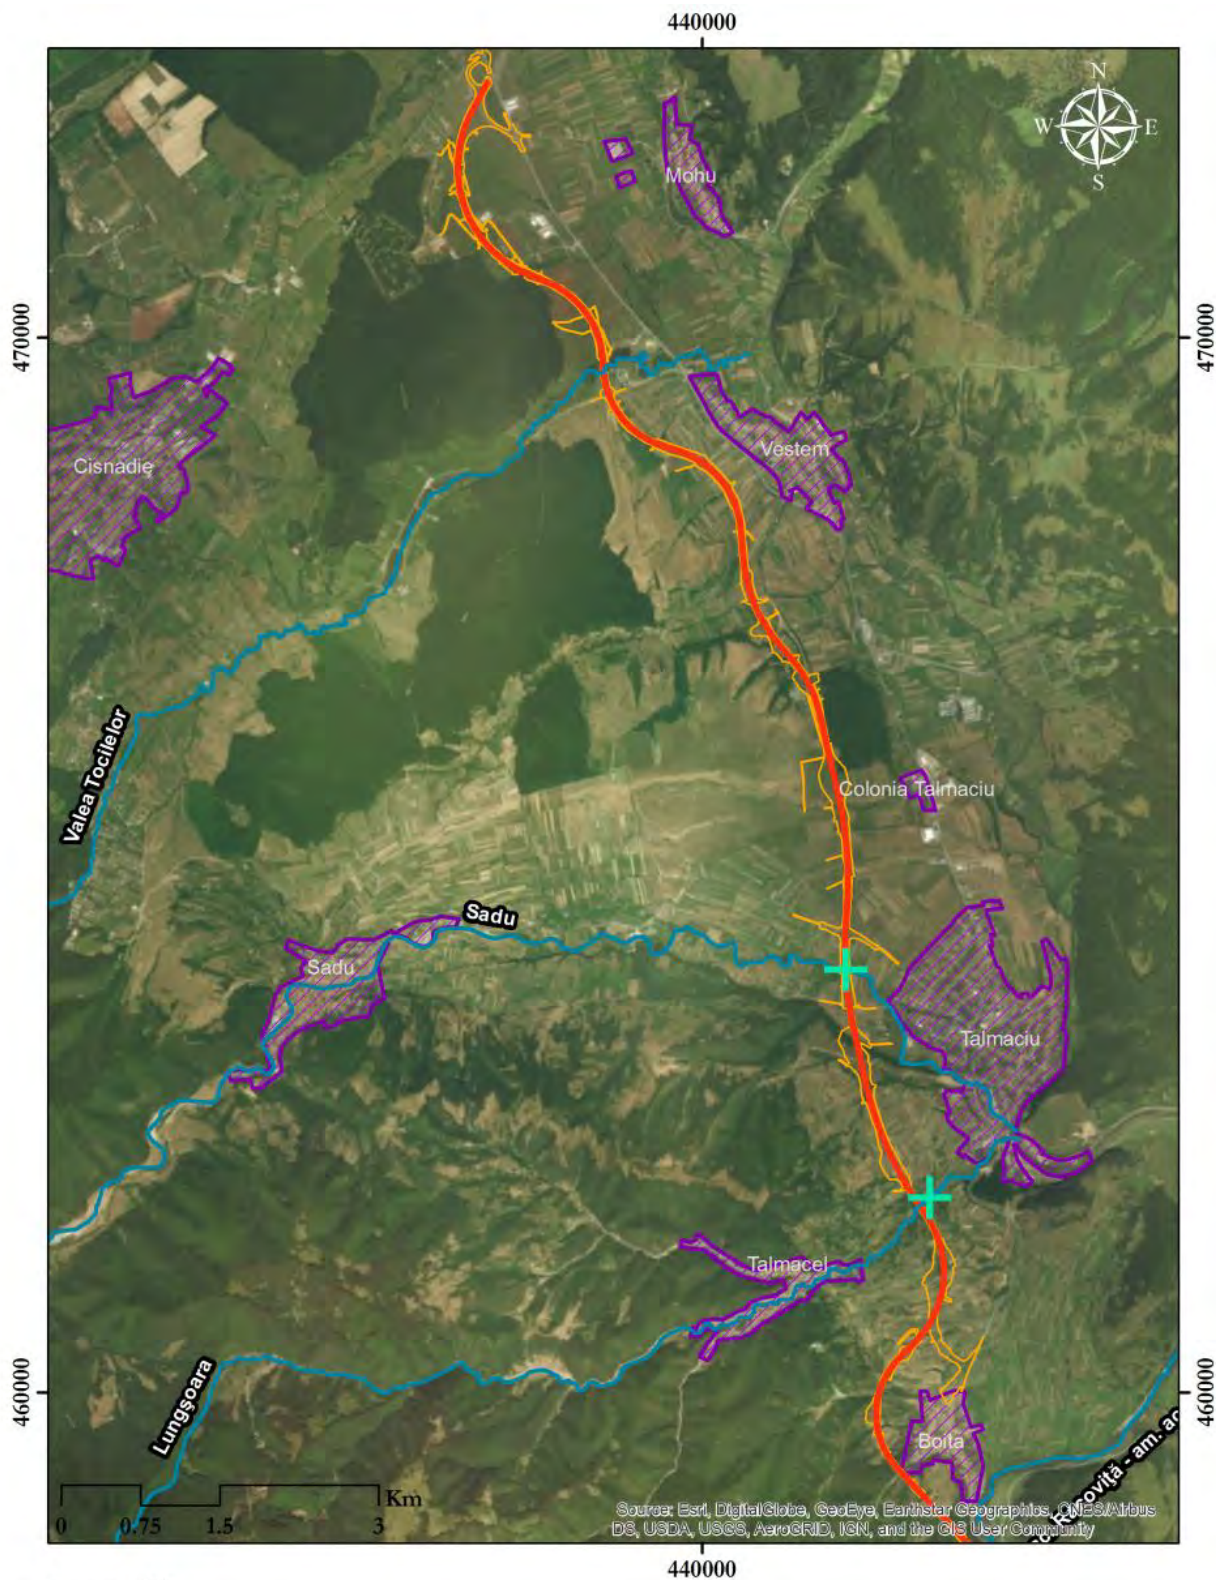 440000
N
W E
S
Mohu
470000
470000
Cisnadie
Vestem
Valea Tocilelor
Colonia Talmaciu
Sadu
Sadu
Talmaciu
Talmacel
Lungşoara
460000
460000
Boita
Km
0 0.75 1.5 3
Source: Esri, DigitalGlobe, GeoEye, Earthstar Geographics, CNES/Airbus
DS, USDA, USGS, AeroGRID, IGN, and the GIS User Community
440000